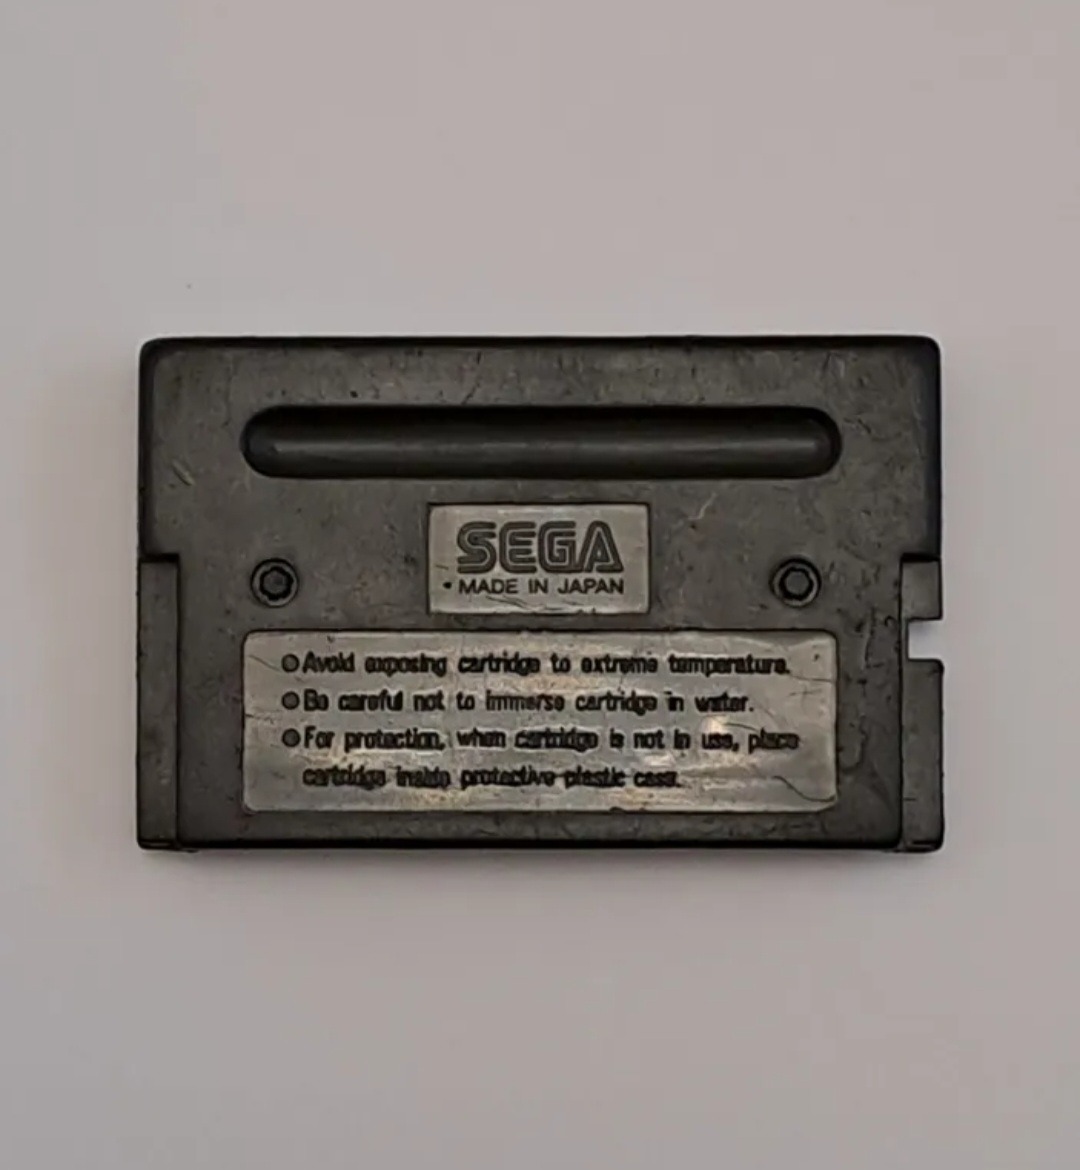 SEGA
• MADE IN JAPAN
● Avoid exposing cartridge to extreme temperature.
● Be careful not to immerse cartridge in water.
● For protection, when cartridge is not in use, place
cartridge inside protective plastic case.